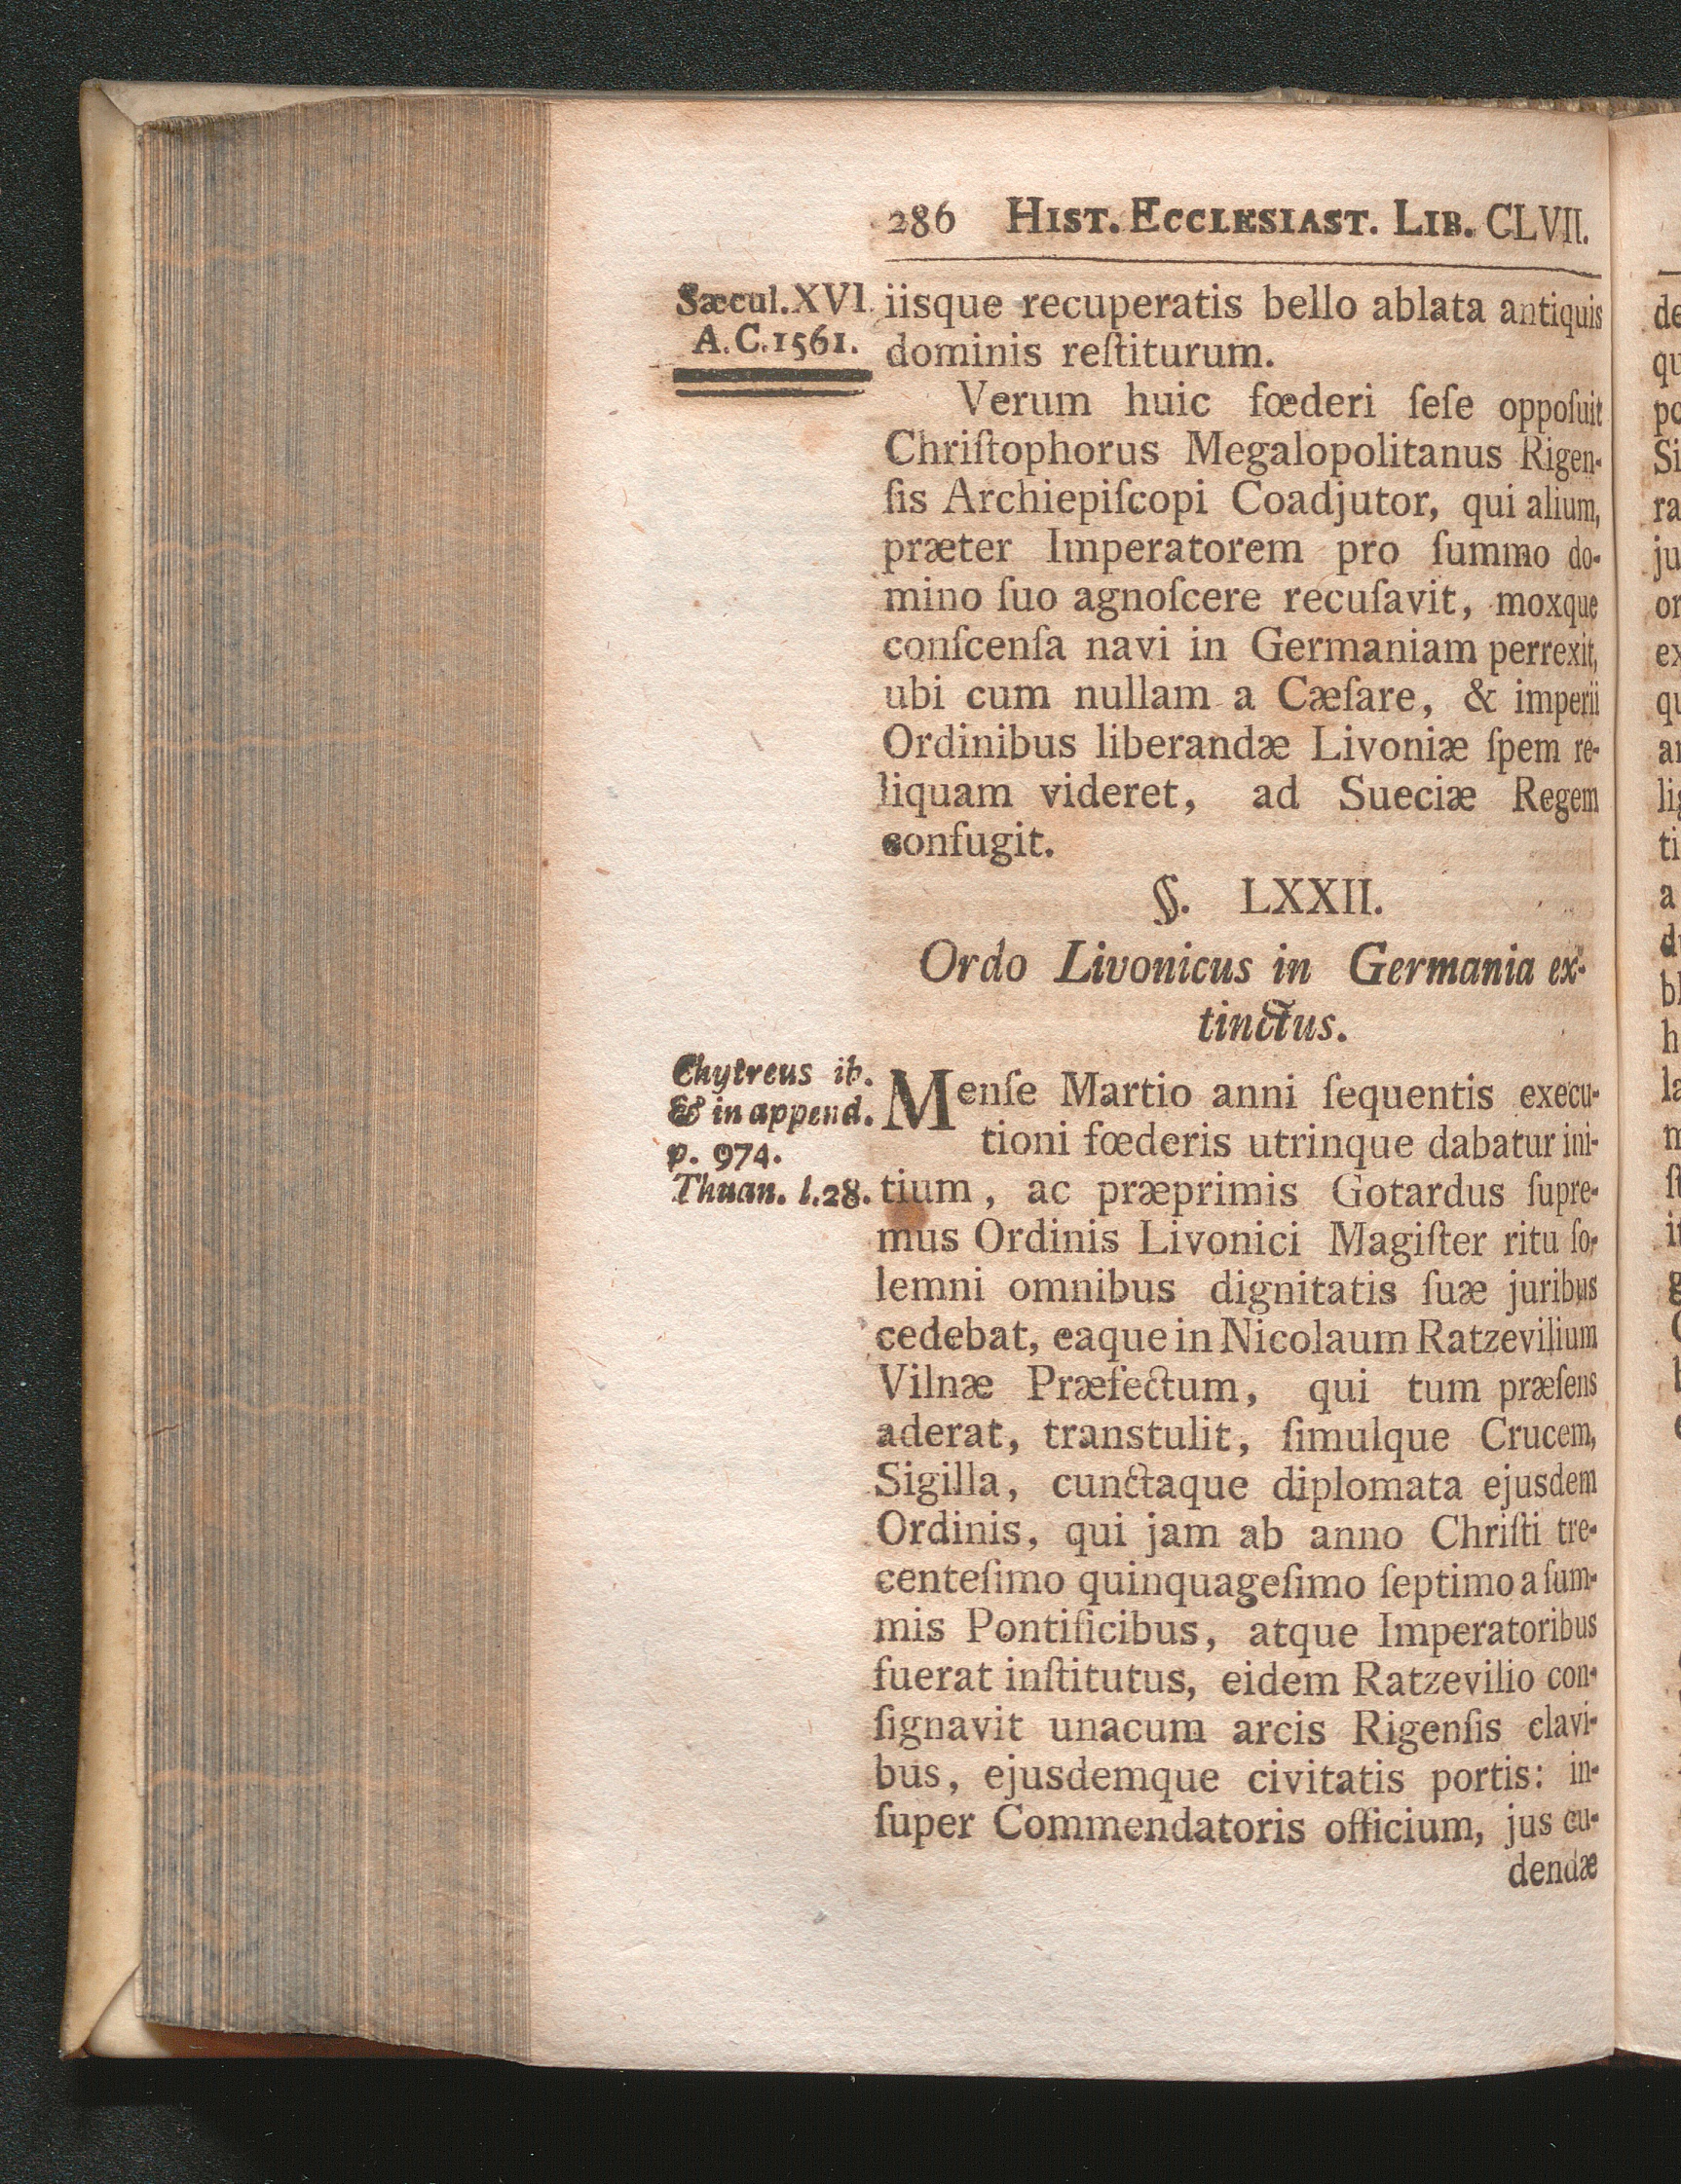 286 HIST. ECCLESIAST. LIB. CLVII.
Sæcul. XVI.
A. C. 1561.
iisque recuperatis bello ablata antiquis
dominis reſtiturum.
Verum huic fœderi ſeſe oppoſuit
Chriſtophorus Megalopolitanus Rigen-
ſis Archiepiſcopi Coadjutor, qui alium,
præter Imperatorem pro ſummo do-
mino ſuo agnoſcere recuſavit, moxque
conſcenſa navi in Germaniam perrexit,
ubi cum nullam a Cæſare, & imperii
Ordinibus liberandæ Livoniæ ſpem re-
liquam videret, ad Sueciæ Regem
confugit.
§. LXXII.
Ordo Livonicus in Germania ex-
tinctus.
Chytreus ib.
& in append.
p. 974.
Thuan. l. 28.
Menſe Martio anni ſequentis execu-
tioni fœderis utrinque dabatur ini-
tium, ac præprimis Gotardus ſupre-
mus Ordinis Livonici Magiſter ritu ſo-
lemni omnibus dignitatis ſuæ juribus
cedebat, eaque in Nicolaum Ratzevilium
Vilnæ Præfectum, qui tum præſens
aderat, transtulit, ſimulque Crucem,
Sigilla, cunctaque diplomata ejusdem
Ordinis, qui jam ab anno Chriſti tre-
centeſimo quinquageſimo ſeptimo a ſum-
mis Pontificibus, atque Imperatoribus
fuerat inſtitutus, eidem Ratzevilio con-
ſignavit unacum arcis Rigenſis clavi-
bus, ejusdemque civitatis portis: in-
ſuper Commendatoris officium, jus cu-
dendæ